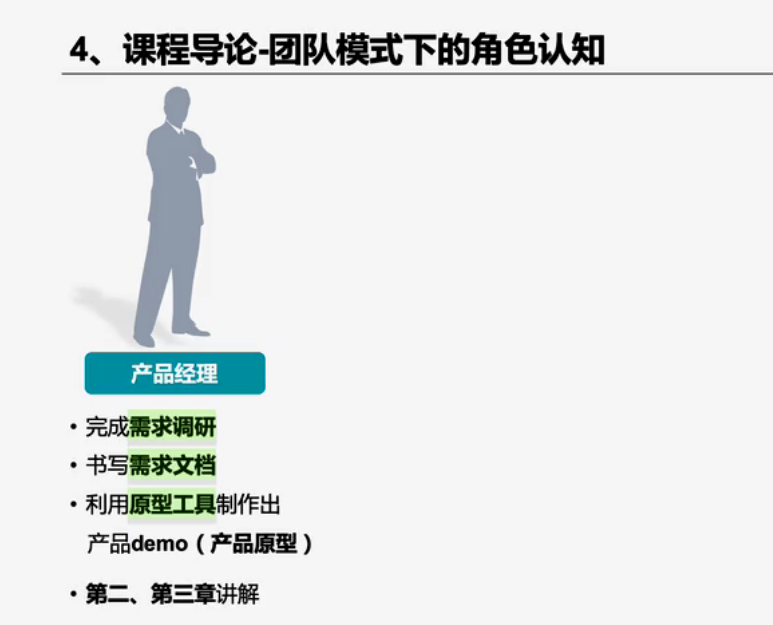 4、课程导论-团队模式下的角色认知
产品经理
• 完成需求调研
• 书写需求文档
• 利用原型工具制作出
产品demo（产品原型）
• 第二、第三章讲解